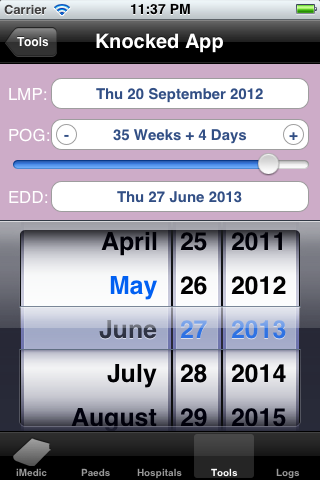 Carrier 11:37 PM
Tools Knocked App
LMP: Thu 20 September 2012
POG: - 35 Weeks + 4 Days +
EDD: Thu 27 June 2013
April 25 2011
May 26 2012
June 27 2013
July 28 2014
August 29 2015
iMedic Paeds Hospitals Tools Logs